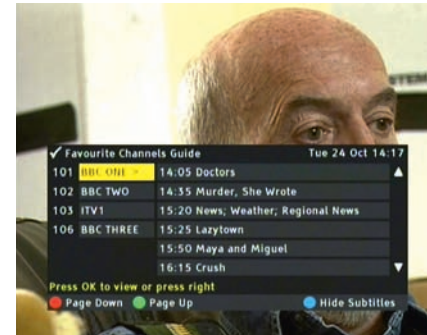 STEM
✓ Favourite Channels Guide Tue 24 Oct 14:17
101 BBC ONE > 14:05 Doctors
102 BBC TWO 14:35 Murder, She Wrote
103 ITV1 15:20 News; Weather; Regional News
106 BBC THREE 15:25 Lazytown
15:50 Maya and Miguel
16:15 Crush
Press OK to view or press right
Page Down Page Up Hide Subtitles